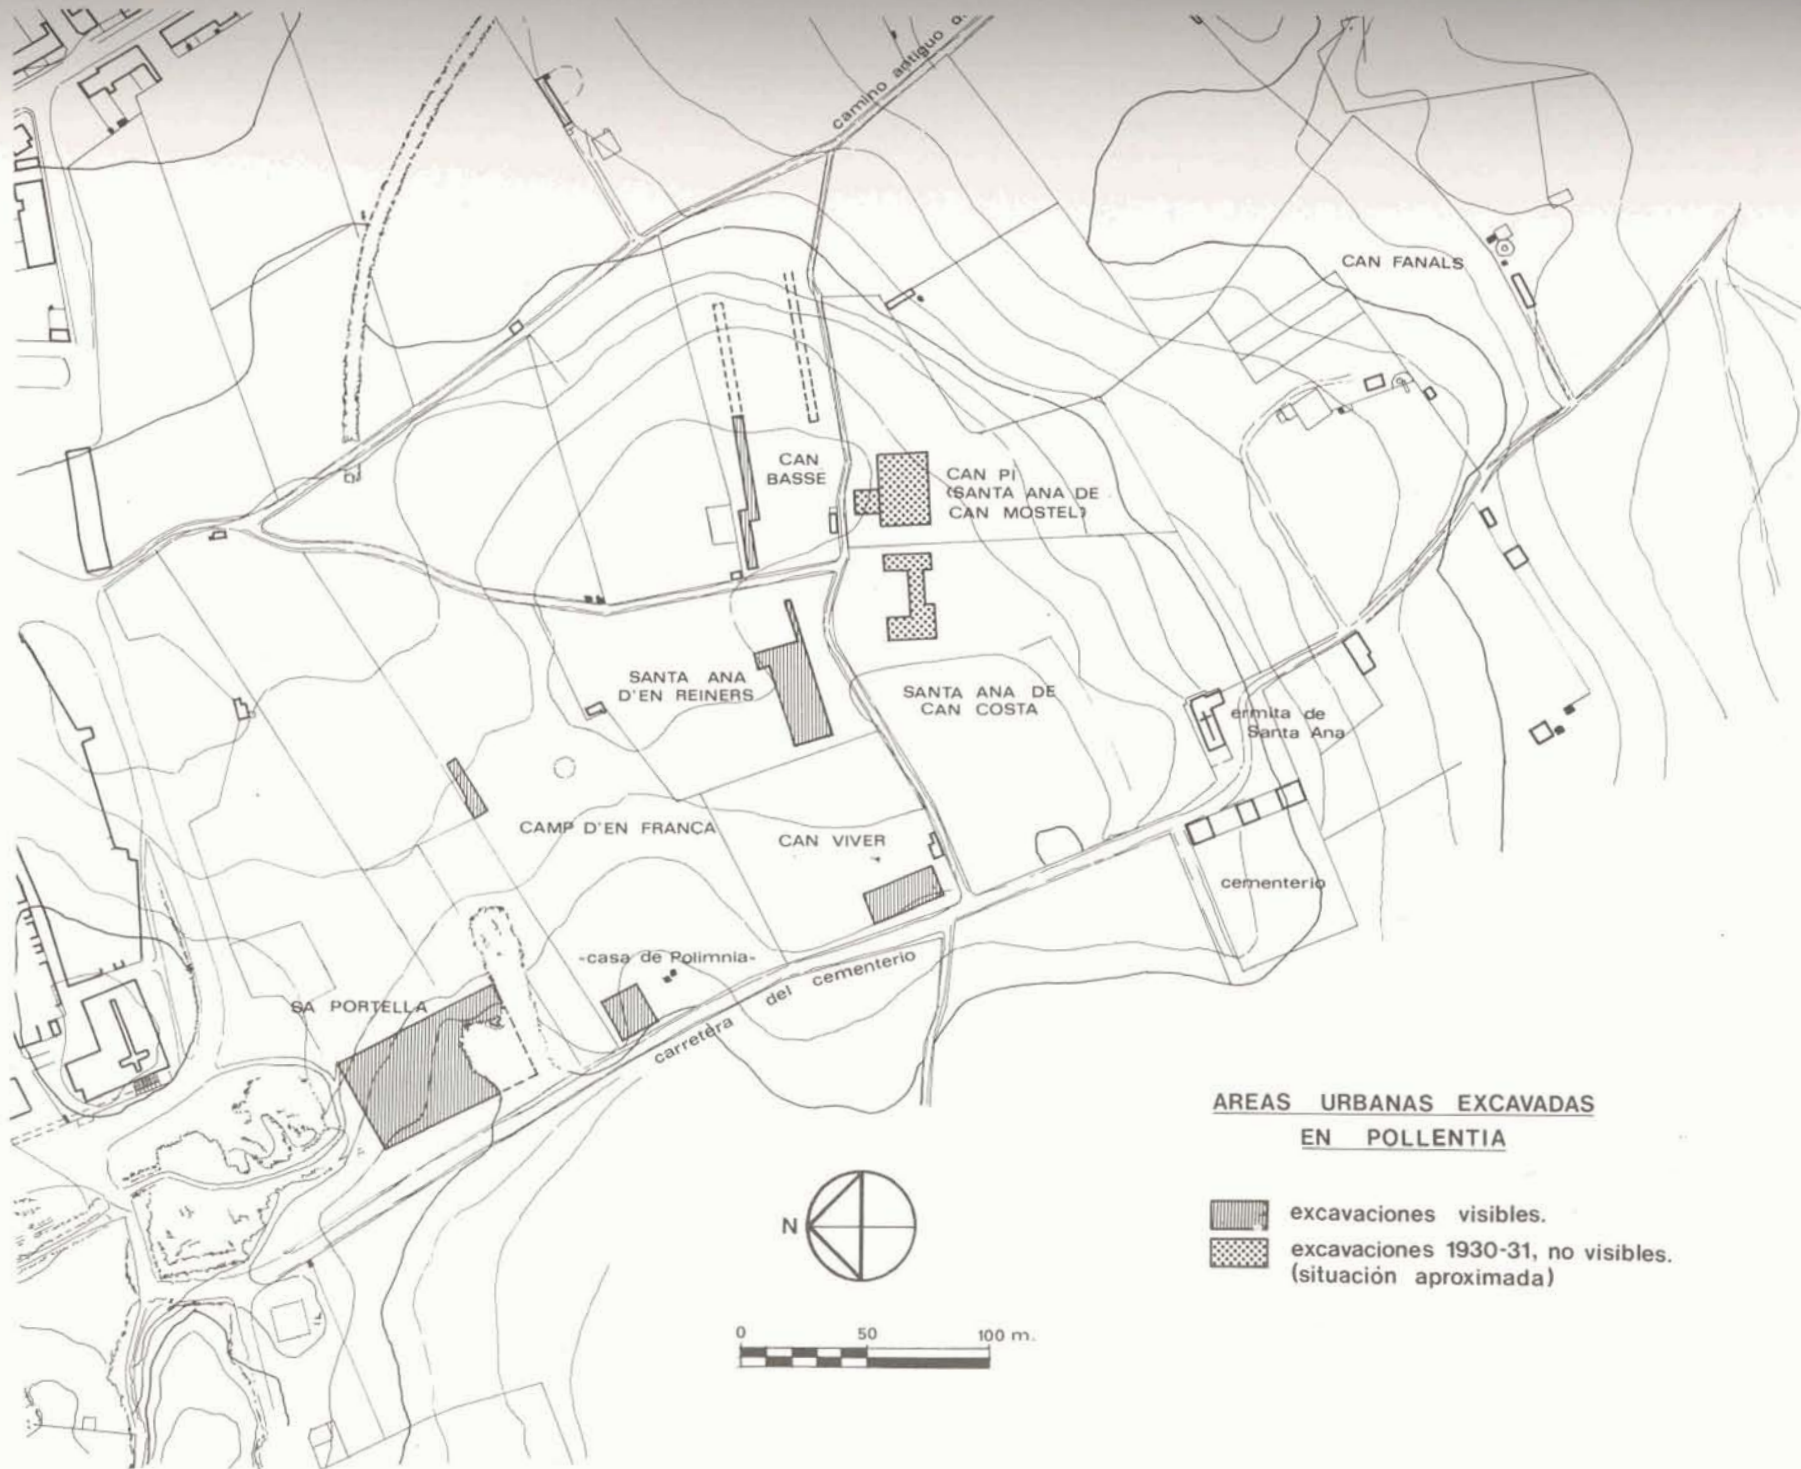 camino antiguo d.
CAN FANALS
CAN
BASSE
CAN PI
(SANTA ANA DE
CAN MOSTEL)
SANTA ANA
D'EN REINERS
SANTA ANA DE
CAN COSTA
ermita de
Santa Ana
CAMP D'EN FRANCA
CAN VIVER
cementerio
-casa de Polimnia-
SA PORTELLA
carretera del cementerio
AREAS URBANAS EXCAVADAS
EN POLLENTIA
N
excavaciones visibles.
excavaciones 1930-31, no visibles.
(situación aproximada)
0 50 100 m.